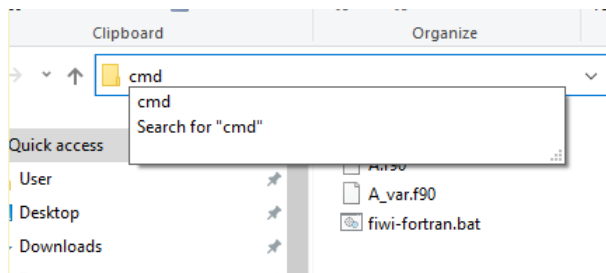 Clipboard
Organize
cmd
cmd
Search for "cmd"
Quick access
User
Desktop
Downloads
A.f90
A_var.f90
fiwi-fortran.bat